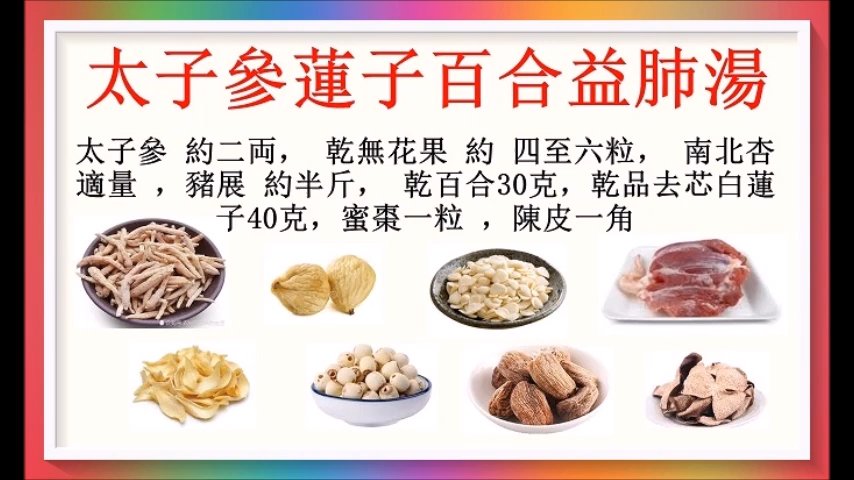 太子參蓮子百合益肺湯
太子參 約二両， 乾無花果 約 四至六粒， 南北杏
適量 ，豬展 約半斤， 乾百合30克，乾品去芯白蓮
子40克，蜜棗一粒 ，陳皮一角